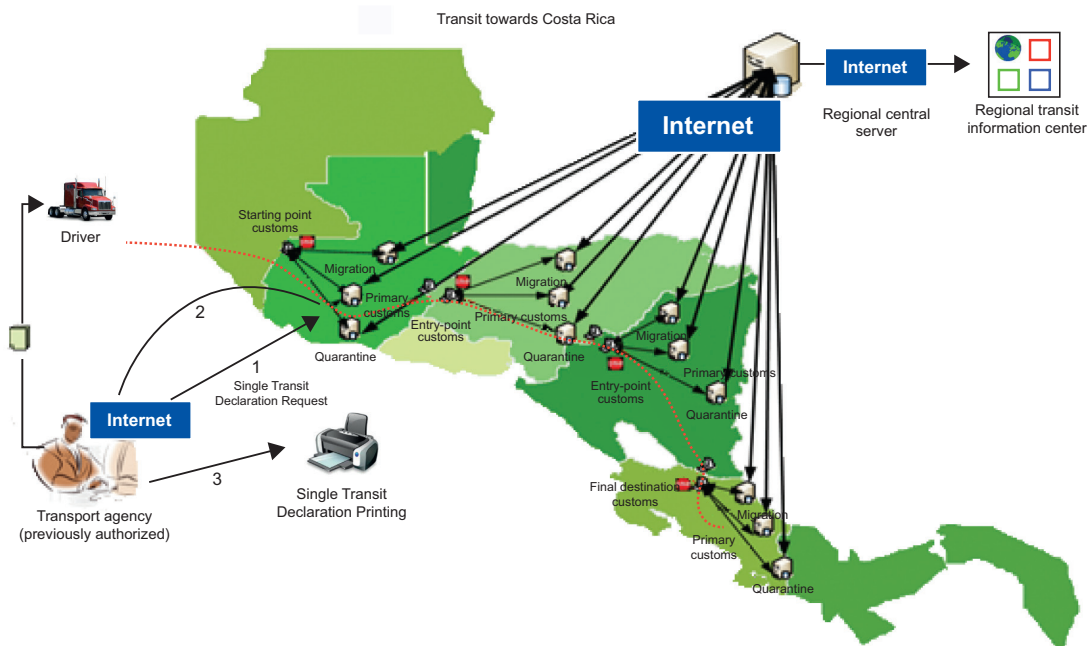 Transit towards Costa Rica
Internet
Regional central
server
Regional transit
information center
Internet
Driver
Starting point
customs
Migration
Primary
customs
Quarantine
Entry-point
customs
Migration
Primary customs
Quarantine
Entry-point
customs
Migration
Primary customs
Quarantine
2
1
Single Transit
Declaration Request
Internet
3
Transport agency
(previously authorized)
Single Transit
Declaration Printing
Final destination
customs
Migration
Primary
customs
Quarantine